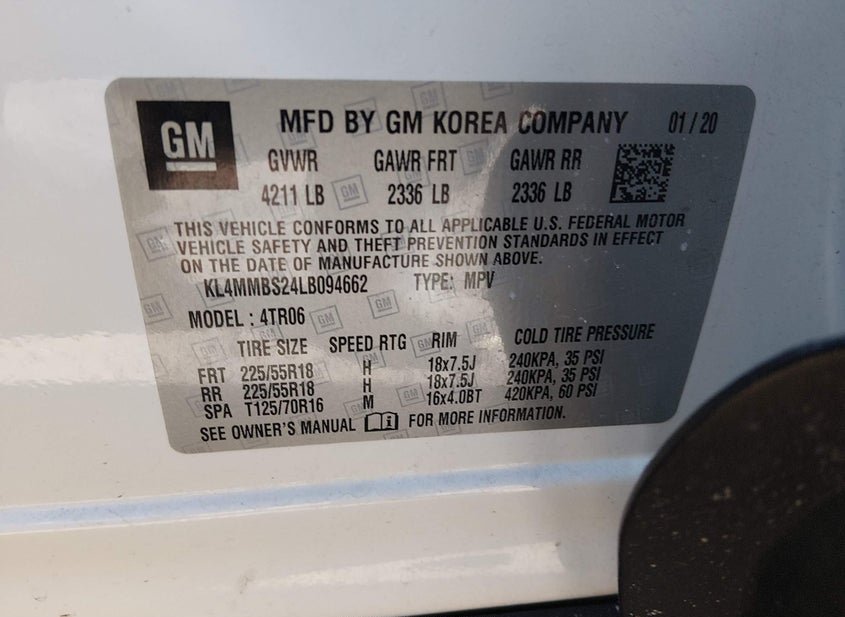 GM MFD BY GM KOREA COMPANY 01/20
GVWR GAWR FRT GAWR RR
4211 LB 2336 LB 2336 LB
THIS VEHICLE CONFORMS TO ALL APPLICABLE U.S. FEDERAL MOTOR
VEHICLE SAFETY AND THEFT PREVENTION STANDARDS IN EFFECT
ON THE DATE OF MANUFACTURE SHOWN ABOVE.
KL4MMBS24LB094662 TYPE: MPV
MODEL : 4TR06
TIRE SIZE SPEED RTG RIM COLD TIRE PRESSURE
FRT 225/55R18 H 18x7.5J 240KPA, 35 PSI
RR 225/55R18 H 18x7.5J 240KPA, 35 PSI
SPA T125/70R16 M 16x4.0BT 420KPA, 60 PSI
SEE OWNER'S MANUAL FOR MORE INFORMATION.